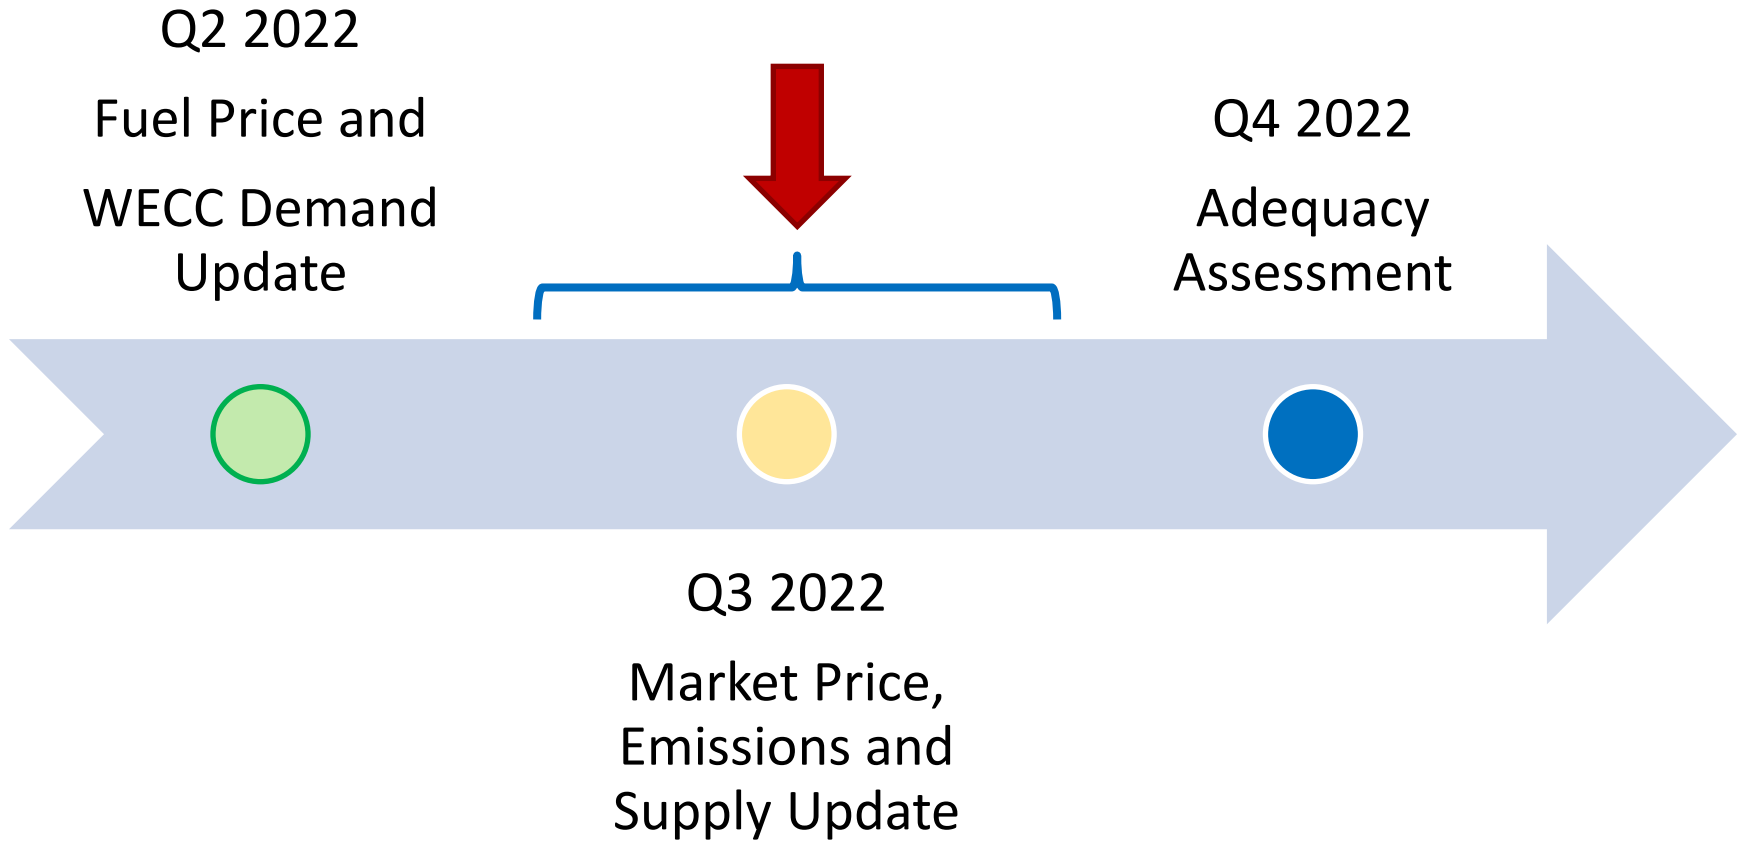 Q2 2022
Fuel Price and
WECC Demand
Update
Q3 2022
Market Price,
Emissions and
Supply Update
Q4 2022
Adequacy
Assessment